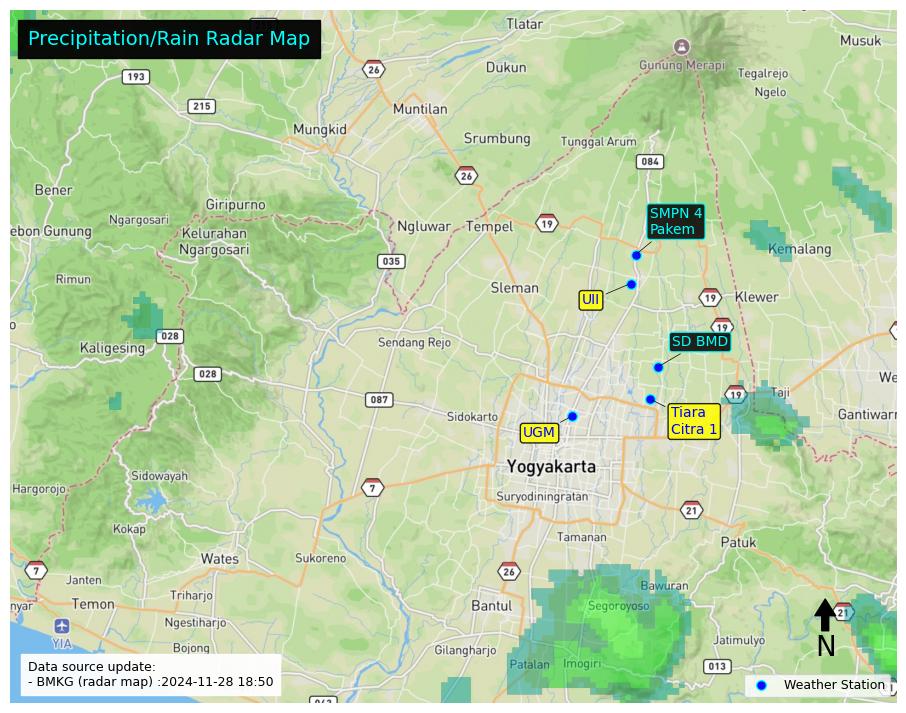 Precipitation/Rain Radar Map
Tlatar
Musuk
26
193
Dukun
Gunung Merapi
Tegalrejo
Ngelo
215
Muntilan
Mungkid
Srumbung
Tunggal Arum
084
26
Bener
Giripurno
SMPN 4
Pakem
Ngargosari
Ngluwar
Tempel
19
ebon Gunung
Kelurahan
Ngargosari
Kemalang
035
Rimun
Sleman
UII
19
Klewer
19
028
Sendang Rejo
SD BMD
Kaligesing
028
We
Taji
19
087
Sidokarto
Tiara
Citra 1
Gantiwarn
UGM
Yogyakarta
Sidowayah
Hargorojo
7
Suryodiningratan
21
Kokap
Tamanan
Patuk
Wates
Sukoreno
7
26
Janten
Bawuran
Triharjo
nyar
Temon
Bantul
Segoroyoso
21
Ngestiharjo
YIA
N
Bojong
Gilangharjo
Jatimulyo
Patalan
Imogiri
013
Data source update:
- BMKG (radar map) :2024-11-28 18:50
Weather Station